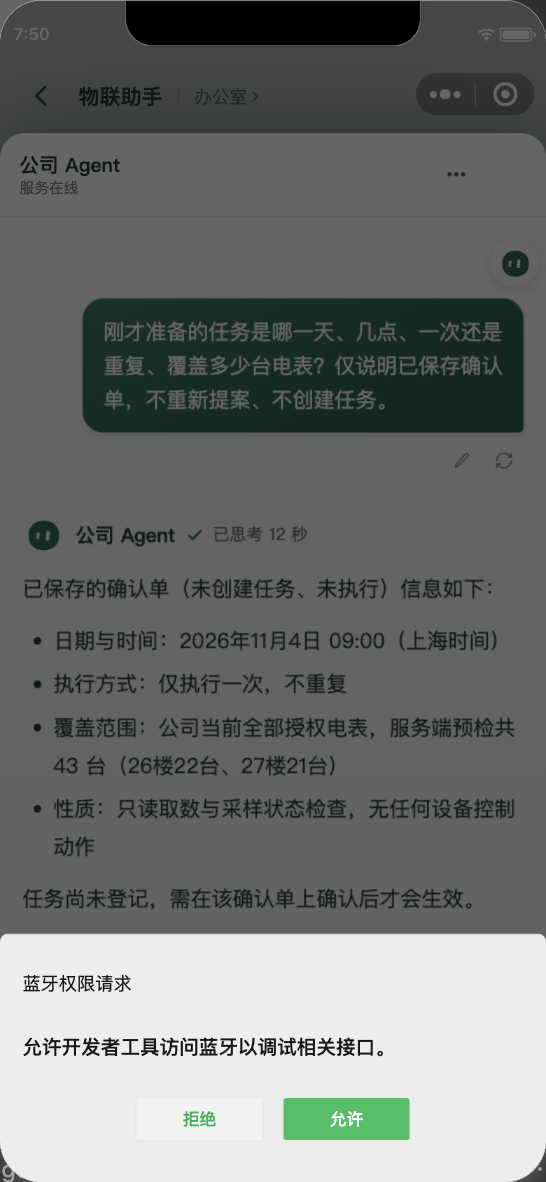 7:50
物联助手
办公室
公司 Agent
服务在线
刚才准备的任务是哪一天、几点、一次还是
重复、覆盖多少台电表？仅说明已保存确认
单，不重新提案、不创建任务。
公司 Agent 已思考 12 秒
已保存的确认单（未创建任务、未执行）信息如下：
• 日期与时间：2026年11月4日 09:00（上海时间）
• 执行方式：仅执行一次，不重复
• 覆盖范围：公司当前全部授权电表，服务端预检共
43 台（26楼22台、27楼21台）
• 性质：只读取数与采样状态检查，无任何设备控制
动作
任务尚未登记，需在该确认单上确认后才会生效。
蓝牙权限请求
允许开发者工具访问蓝牙以调试相关接口。
拒绝
允许